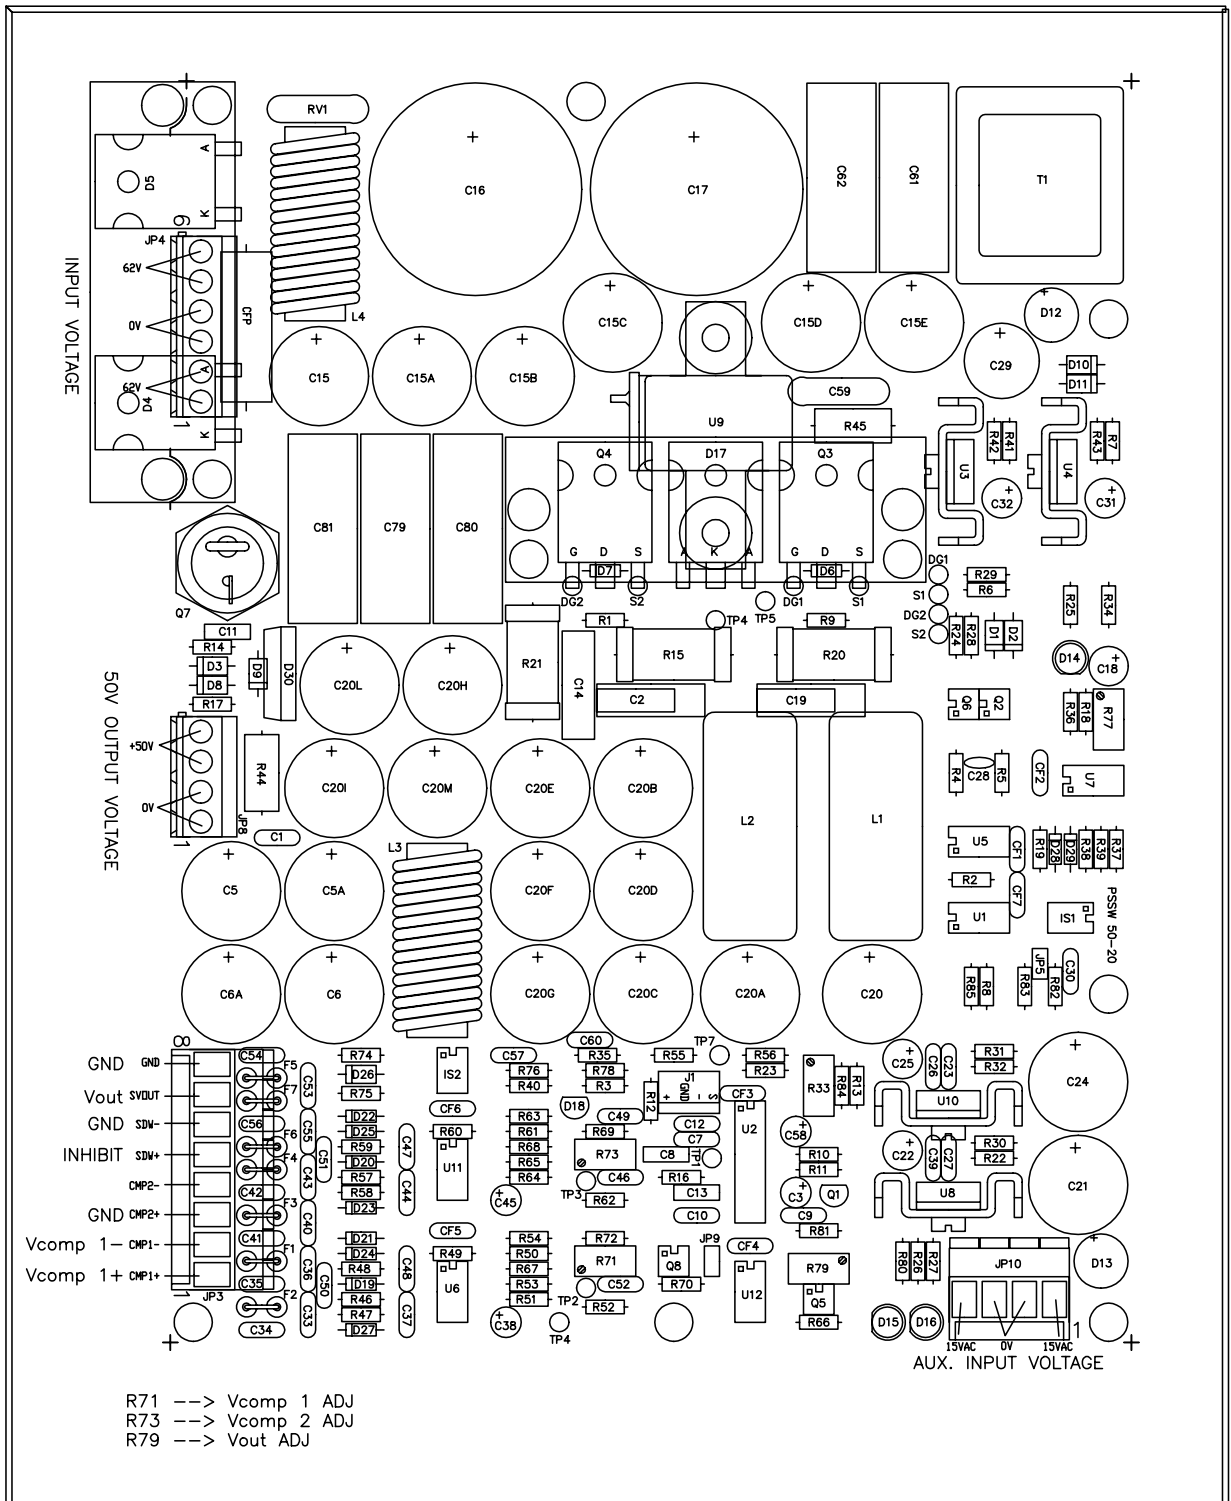 RV1
C16
C17
C62
C61
T1
A
D5
K
9
JP4
62V
0V
62V
INPUT VOLTAGE
CFP
L4
A
D4
K
1
C15
C15A
C15B
C15C
C15D
C15E
D12
C29
D10
D11
C59
R45
U9
R42
R41
U3
C32
R43
R7
U4
C31
Q4
D17
Q3
C81
C79
C80
G D S
A K A
G D S
D7
D6
DG2
S2
DG1
S1
TP5
TP4
DG1
S1
DG2
S2
R29
R6
R25
R34
Q7
C11
R14
D3
D8
R17
D9
D30
C20L
C20H
R21
R1
R15
R9
R20
C14
C2
C19
R24
R28
D1
D2
D14
C18
Q6
Q2
R36
R18
R77
50V OUTPUT VOLTAGE
1
+50V
0V
R44
JP8
1
C1
C20I
C20M
C20E
C20B
L2
L1
R4
C28
R5
CF2
U7
L3
C5
C5A
C20F
C20D
U5
CF1
R2
CF7
U1
R19
D28
D29
R38
R39
R37
IS1
PSSW 50-20
C6A
C6
C20G
C20C
C20A
C20
R85
R8
R83
JP5
R82
C30
8
GND GND
Vout SVOUT
GND SDW-
INHIBIT SDW+
CMP2-
GND CMP2+
Vcomp 1- CMP1-
Vcomp 1+ CMP1+
1
JP3
C54
F5
F7
C56
F6
F4
C42
F3
C41
F1
C35
F2
C34
C53
C55
C51
C43
C40
C36
C50
C33
R74
D26
R75
D22
D25
R59
D20
R57
R58
D23
D21
D24
R48
D19
R46
R47
D27
C47
C44
C48
C37
IS2
CF6
R60
U11
CF5
R49
U6
C57
R76
R40
R63
R61
R68
R65
R64
C45
R54
R50
R67
R53
R51
C38
C60
R35
R78
R3
D18
C49
R69
R73
C46
TP3
R62
R72
R71
C52
TP2
R52
TP4
R55
TP7
R12
J1
+ GND - S
C12
C7
C8
TP1
R16
C13
C10
Q8
R70
JP9
R56
R23
CF3
U2
CF4
U12
R33
R84
R13
C58
R10
R11
C3
Q1
C9
R81
R79
Q5
R66
C25
C26
C23
R31
R32
C24
U10
C22
C39
C27
R30
R22
C21
U8
R80
R26
R27
JP10
D13
D15
D16
15VAC 0V 15VAC
1
AUX. INPUT VOLTAGE
R71 --> Vcomp 1 ADJ
R73 --> Vcomp 2 ADJ
R79 --> Vout ADJ